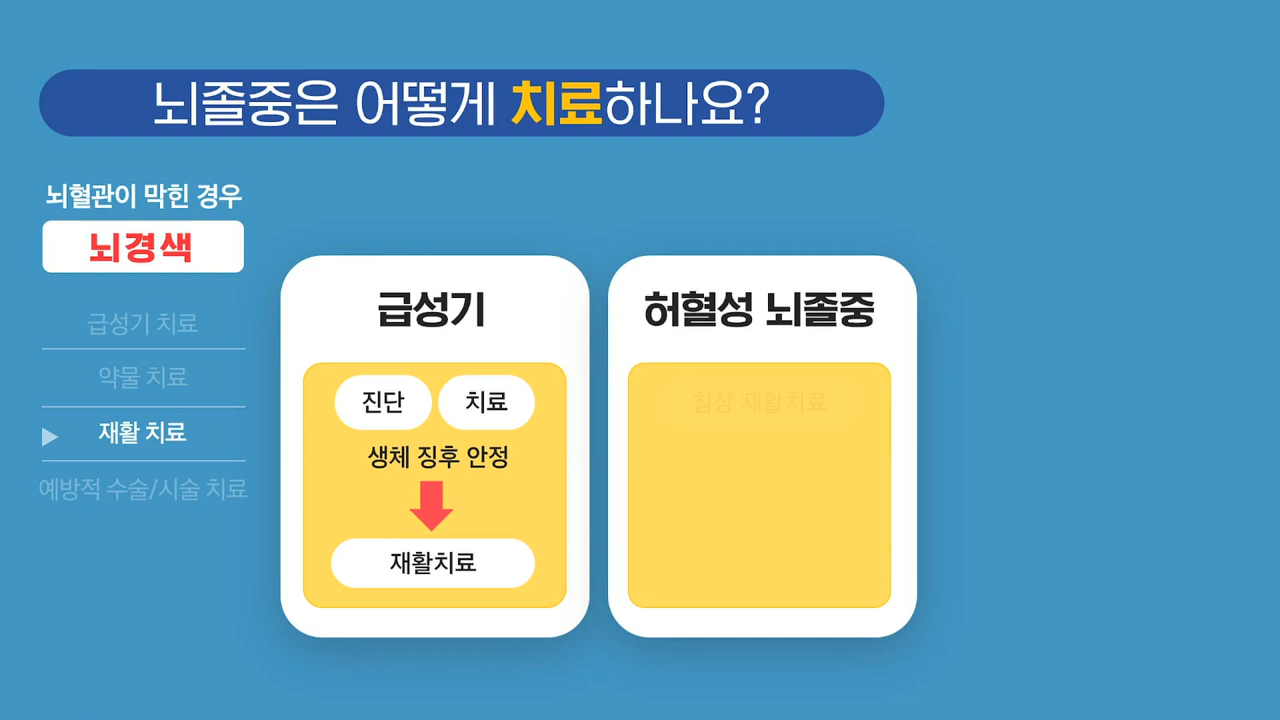 뇌졸중은 어떻게 치료하나요?
뇌혈관이 막힌 경우
뇌경색
급성기 치료
약물 치료
재활 치료
예방적 수술/시술 치료
급성기
진단 치료
생체 징후 안정
재활치료
허혈성 뇌졸중
침상 재활치료